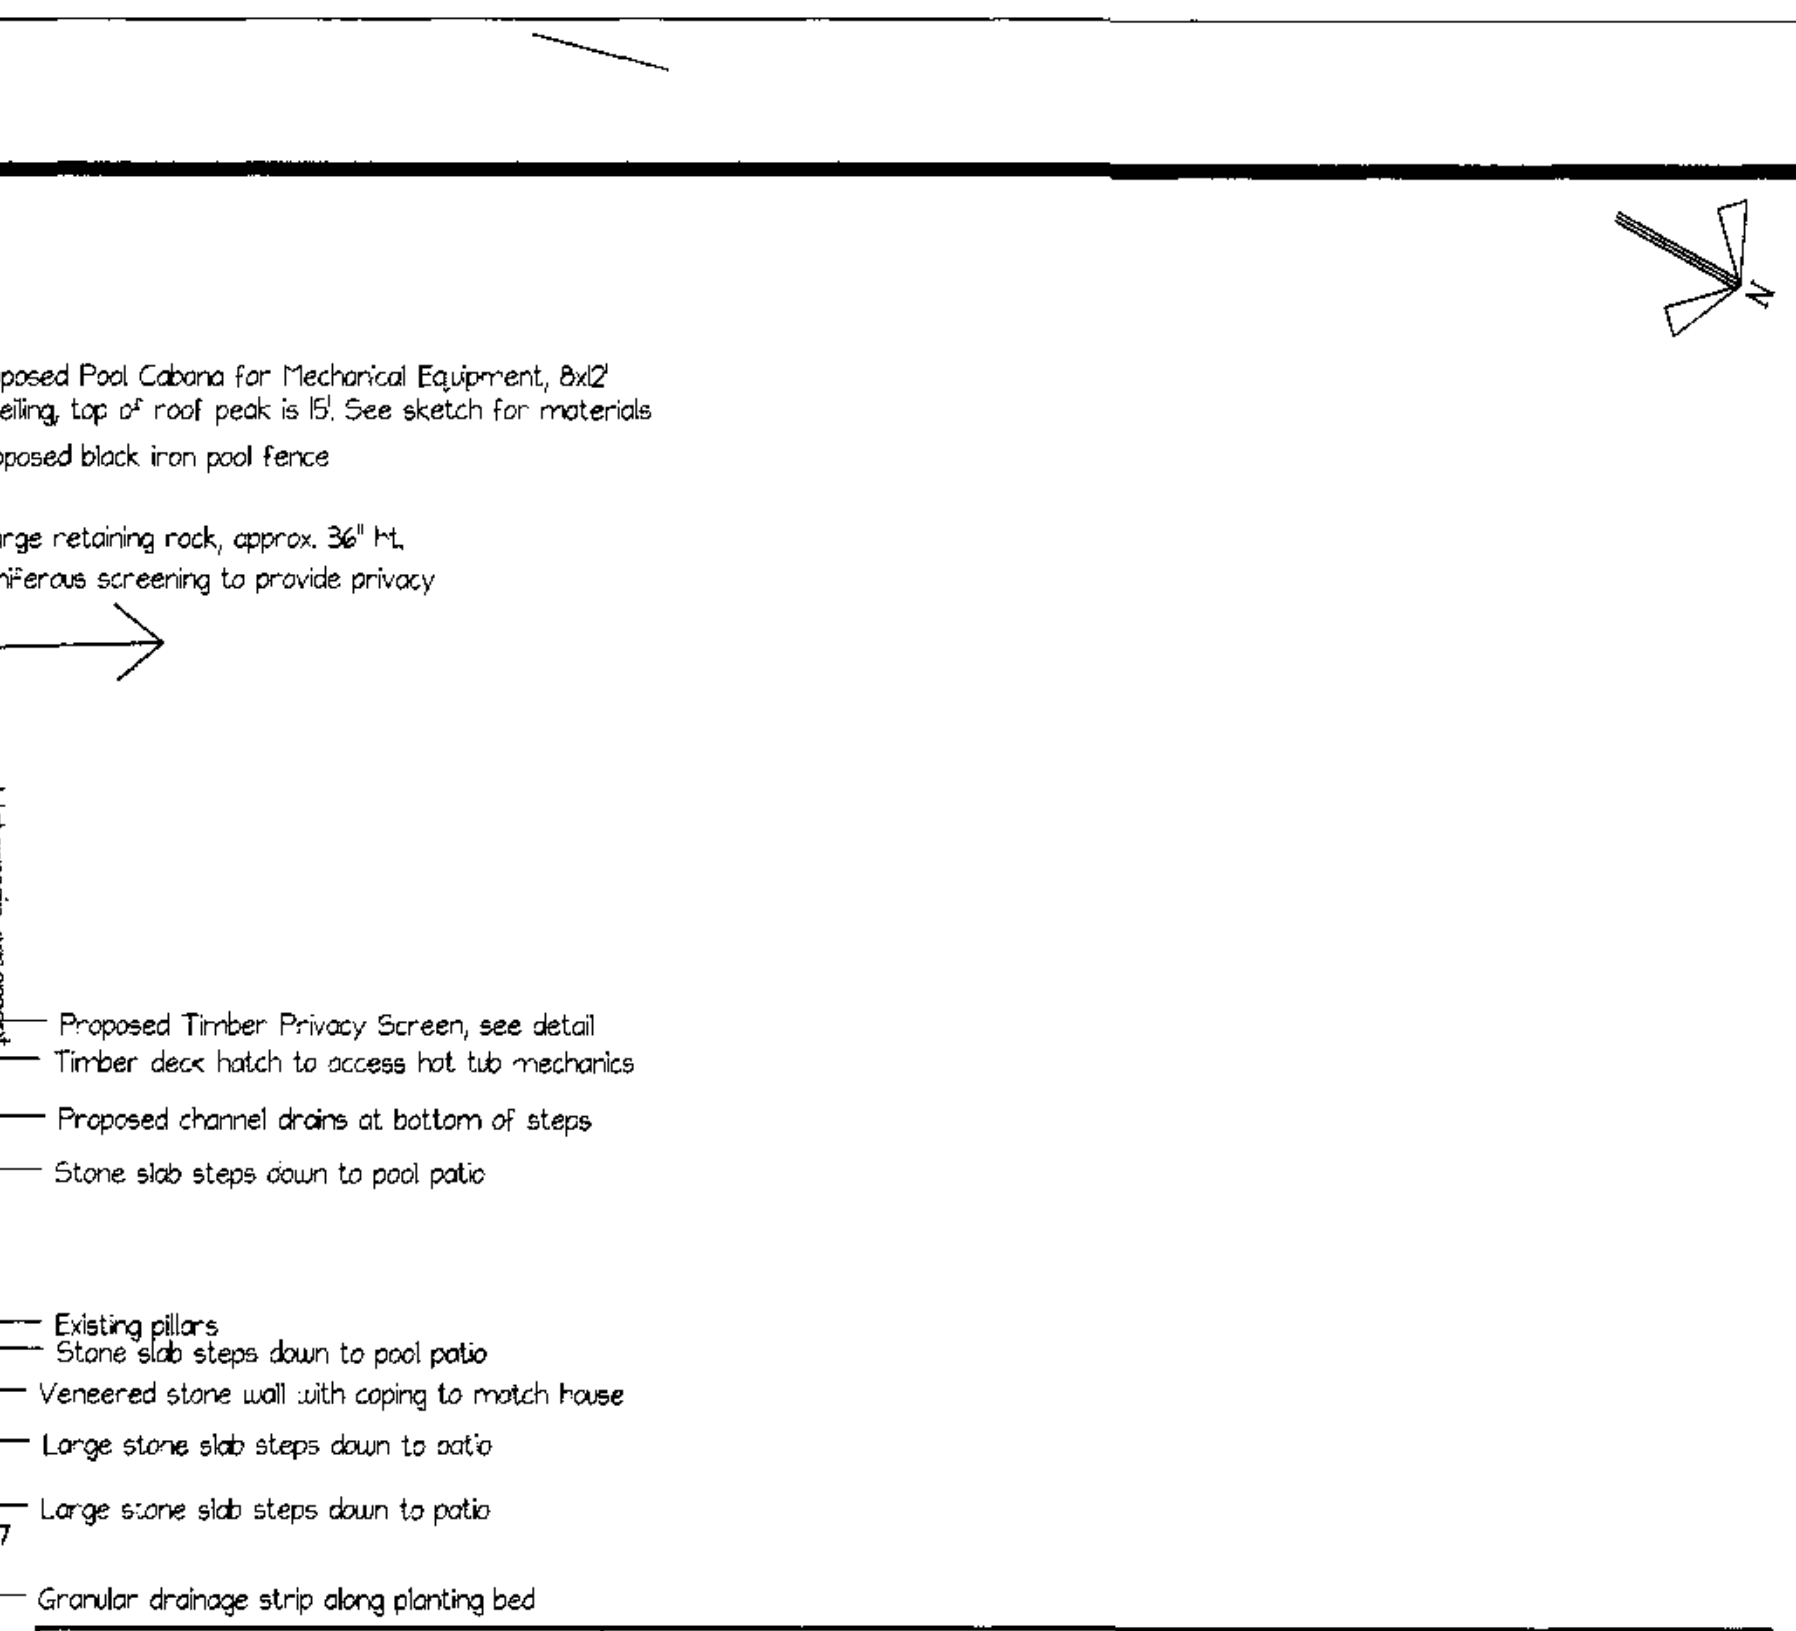 N
posed Pool Cabana for Mechanical Equipment, 8x12'
eiling, top of roof peak is 15'. See sketch for materials
posed black iron pool fence
arge retaining rock, approx. 36" ht.
niferous screening to provide privacy
Proposed Timber Privacy Screen, see detail
Timber deck hatch to access hot tub mechanics
Proposed channel drains at bottom of steps
Stone slab steps down to pool patio
Existing pillars
Stone slab steps down to pool patio
Veneered stone wall with coping to match house
Large stone slab steps down to patio
Large stone slab steps down to patio
7
Granular drainage strip along planting bed